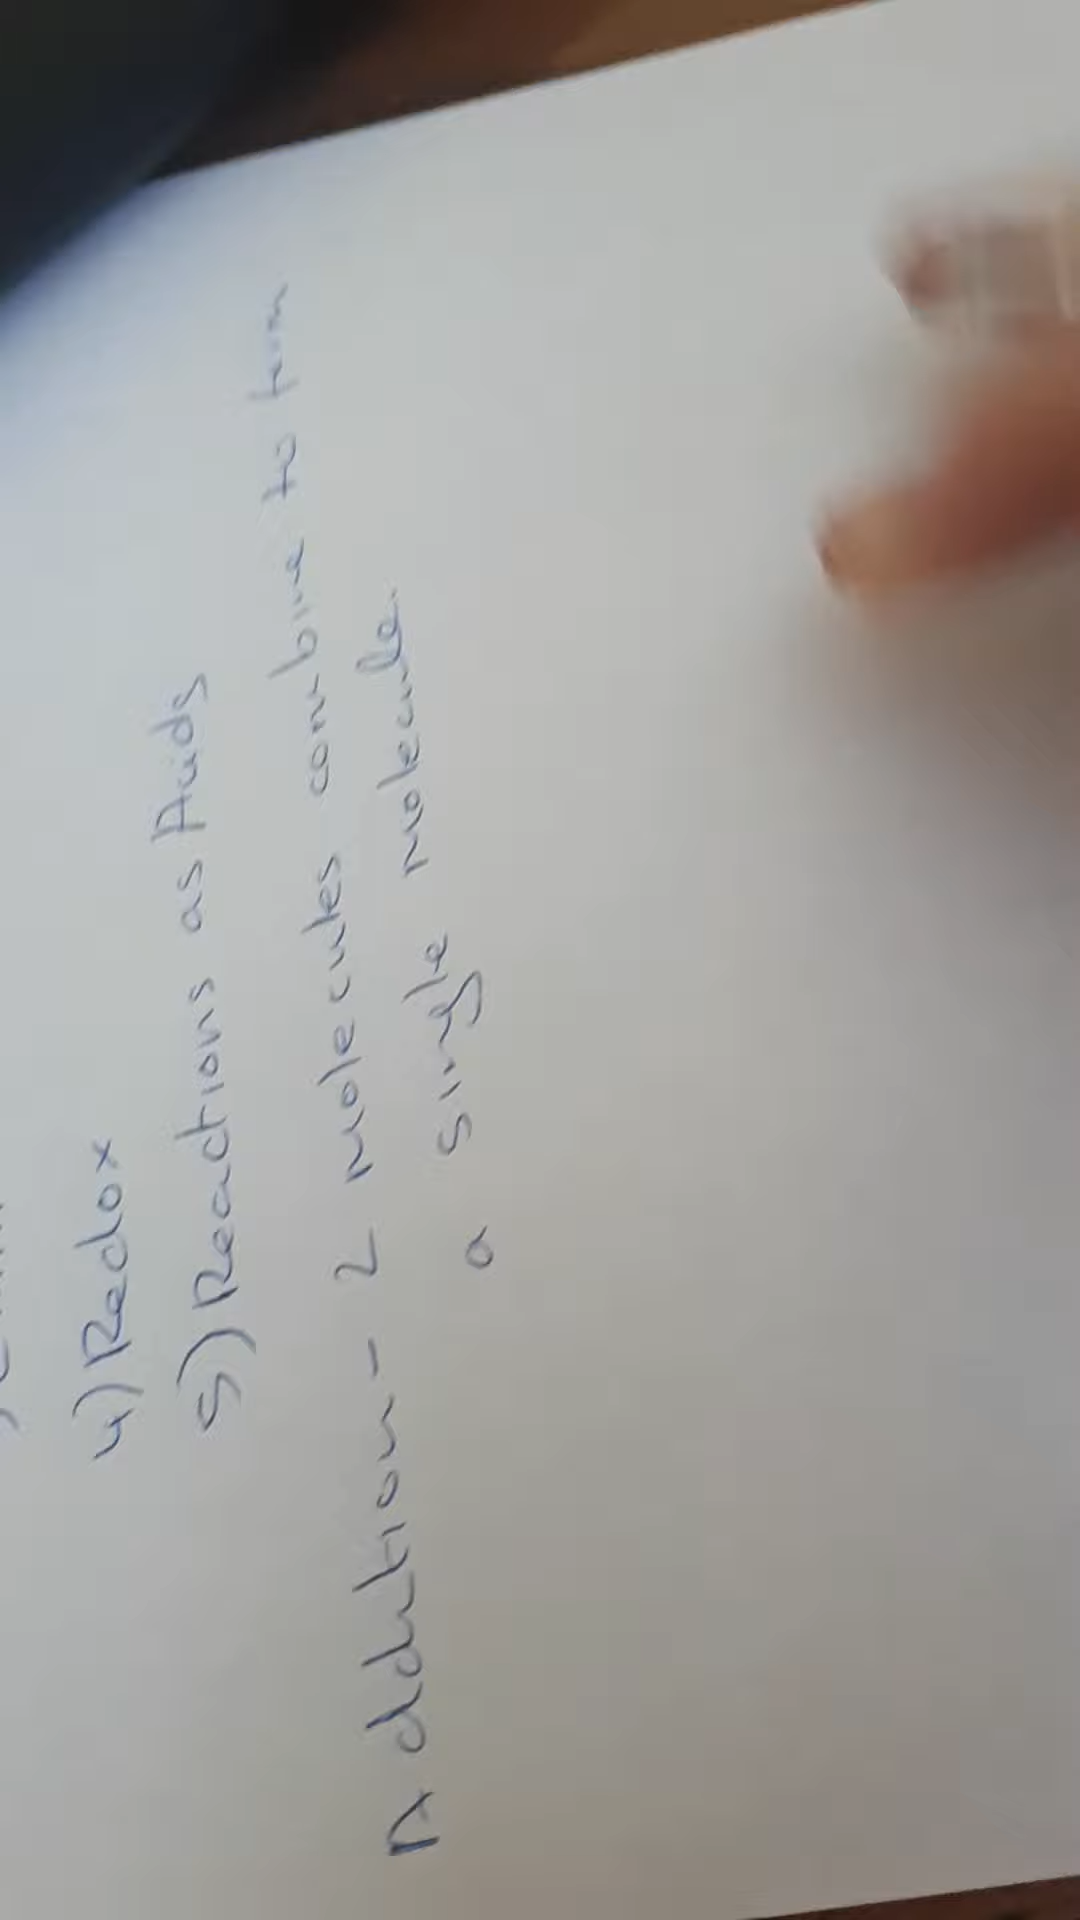 4) Redox
5) Reactions as Acids
Addition - 2 molecules combine to form
a single molecule.